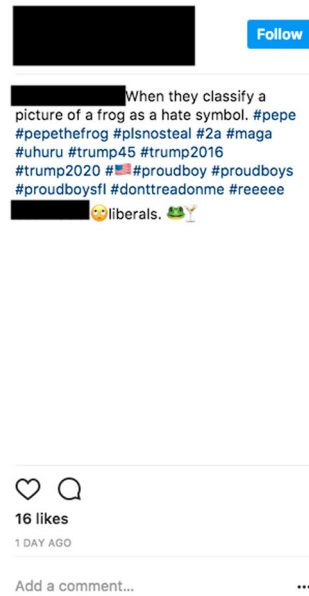 Follow
When they classify a
picture of a frog as a hate symbol. #pepe
#pepethefrog #plsnosteal #2a #maga
#uhuru #trump45 #trump2016
#trump2020 #🇺🇸#proudboy #proudboys
#proudboysfl #donttreadonme #reeeee
🙄liberals. 🐸🍸
16 likes
1 DAY AGO
Add a comment...